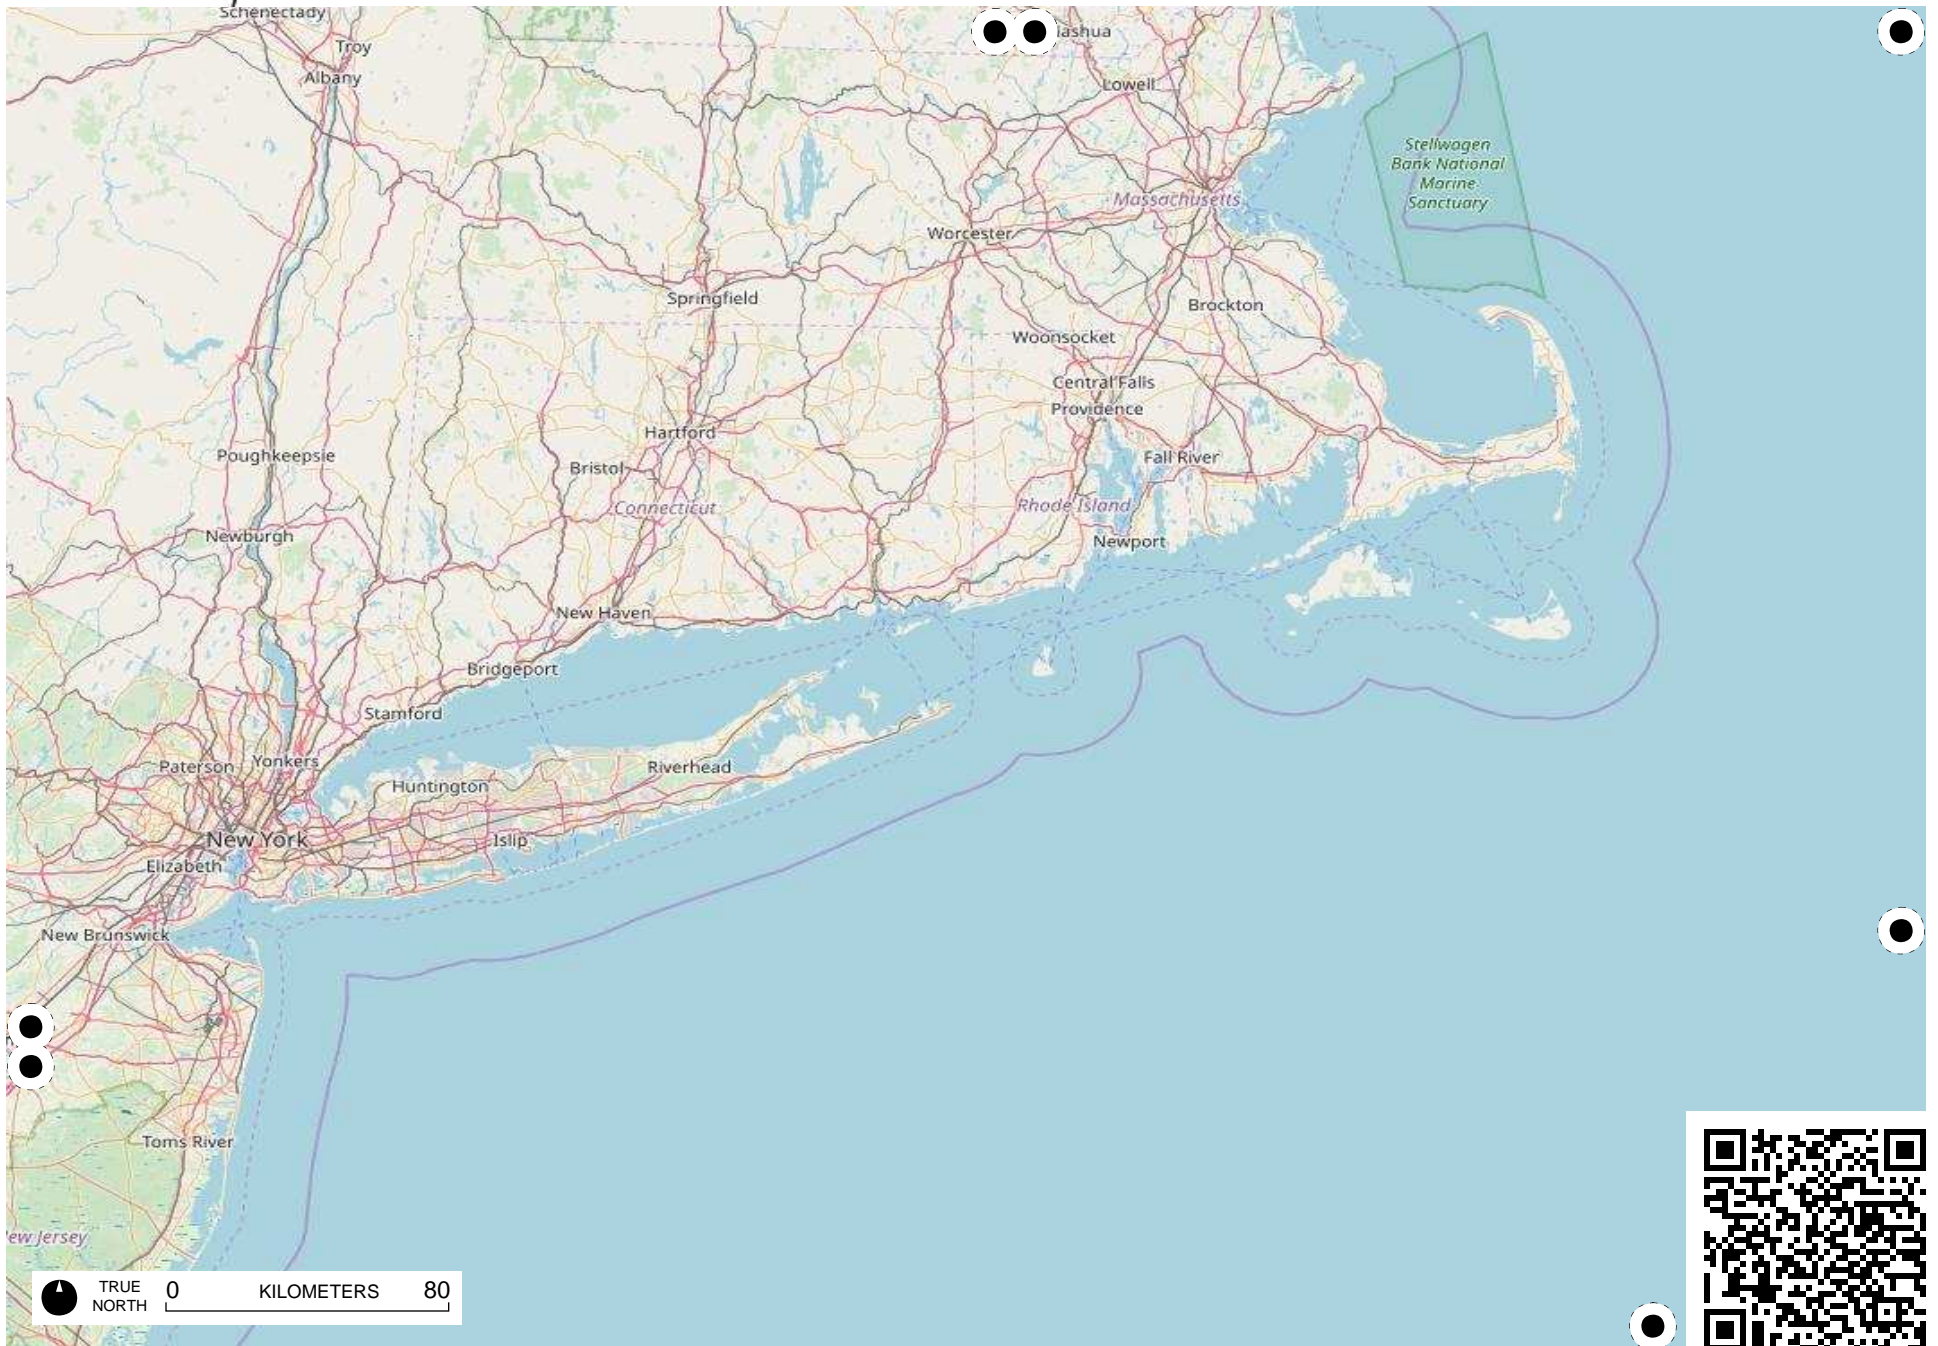 Schenectady
Troy
Albany
ashua
Lowell
Stellwagen
Bank National
Marine
Sanctuary
Massachusetts
Worcester
Springfield
Brockton
Woonsocket
Central Falls
Providence
Hartford
Poughkeepsie
Fall River
Bristol
Connecticut
Rhode Island
Newburgh
Newport
New Haven
Bridgeport
Stamford
Yonkers
Paterson
Riverhead
Huntington
New York
Islip
Elizabeth
New Brunswick
Toms River
ew Jersey
TRUE
NORTH
0 KILOMETERS 80